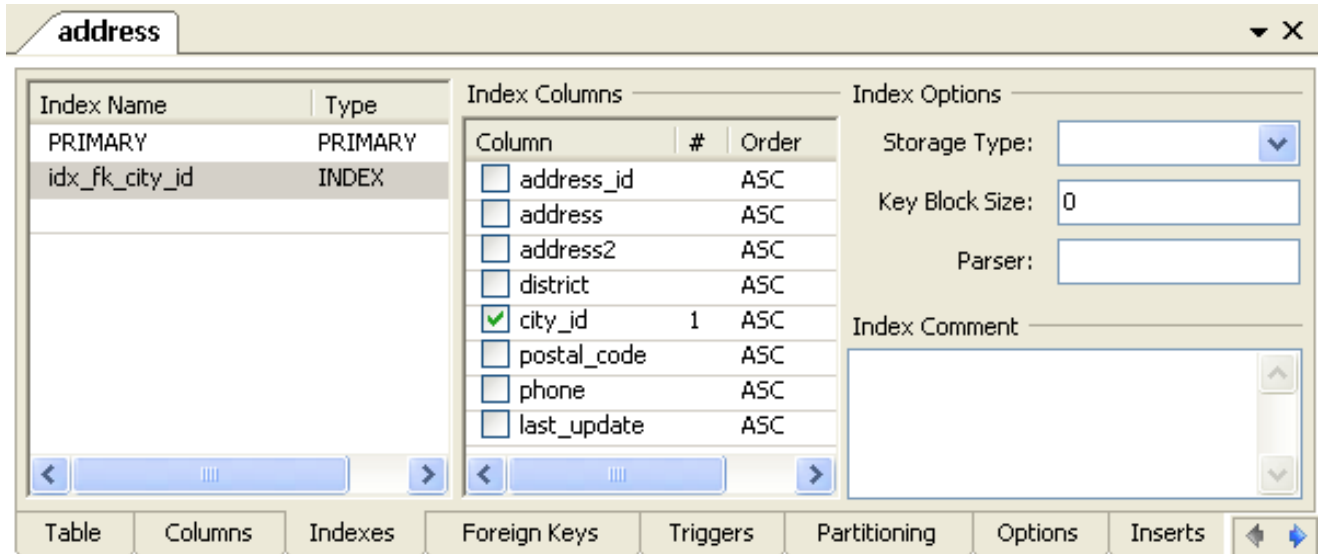 address
Index Name Type
PRIMARY PRIMARY
idx_fk_city_id INDEX
Index Columns
Column # Order
address_id ASC
address ASC
address2 ASC
district ASC
city_id 1 ASC
postal_code ASC
phone ASC
last_update ASC
Index Options
Storage Type:
Key Block Size: 0
Parser:
Index Comment
Table Columns Indexes Foreign Keys Triggers Partitioning Options Inserts